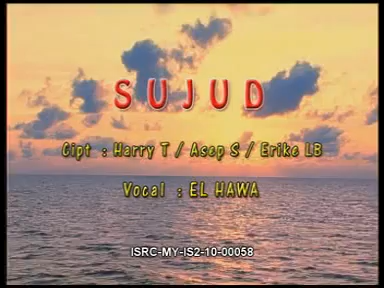 SUJUD
Cipt : Harry T / Asep S / Erike LB
Vocal : EL HAWA
ISRC-MY-IS2-10-00058